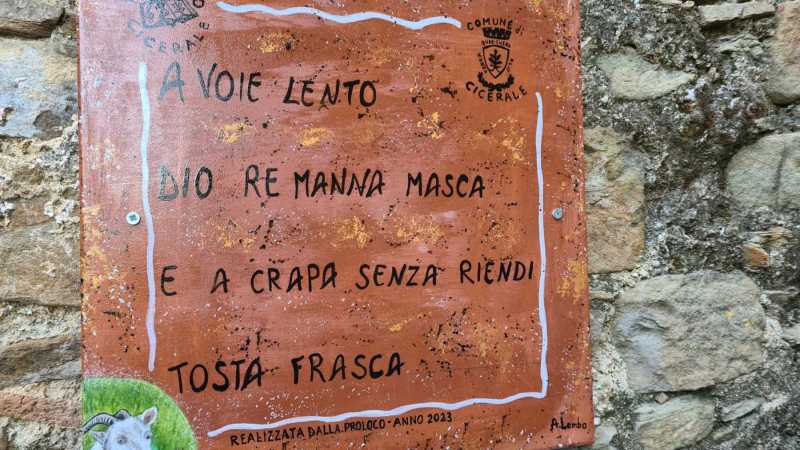 CICERALE
COMUNE di
CICERALE
A VOIE LENTO
DIO RE MANNA MASCA
E A CRAPA SENZA RIENDI
TOSTA FRASCA
REALIZZATA DALLA PROLOCO - ANNO 2023
A. Lembo